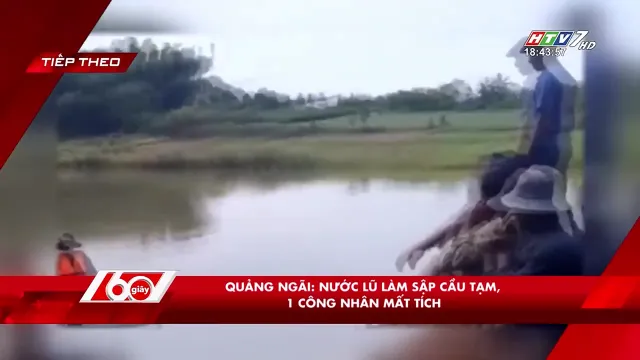 TIẾP THEO
HTV7 HD
18:43:57
60 giây
QUẢNG NGÃI: NƯỚC LŨ LÀM SẬP CẦU TẠM,
1 CÔNG NHÂN MẤT TÍCH